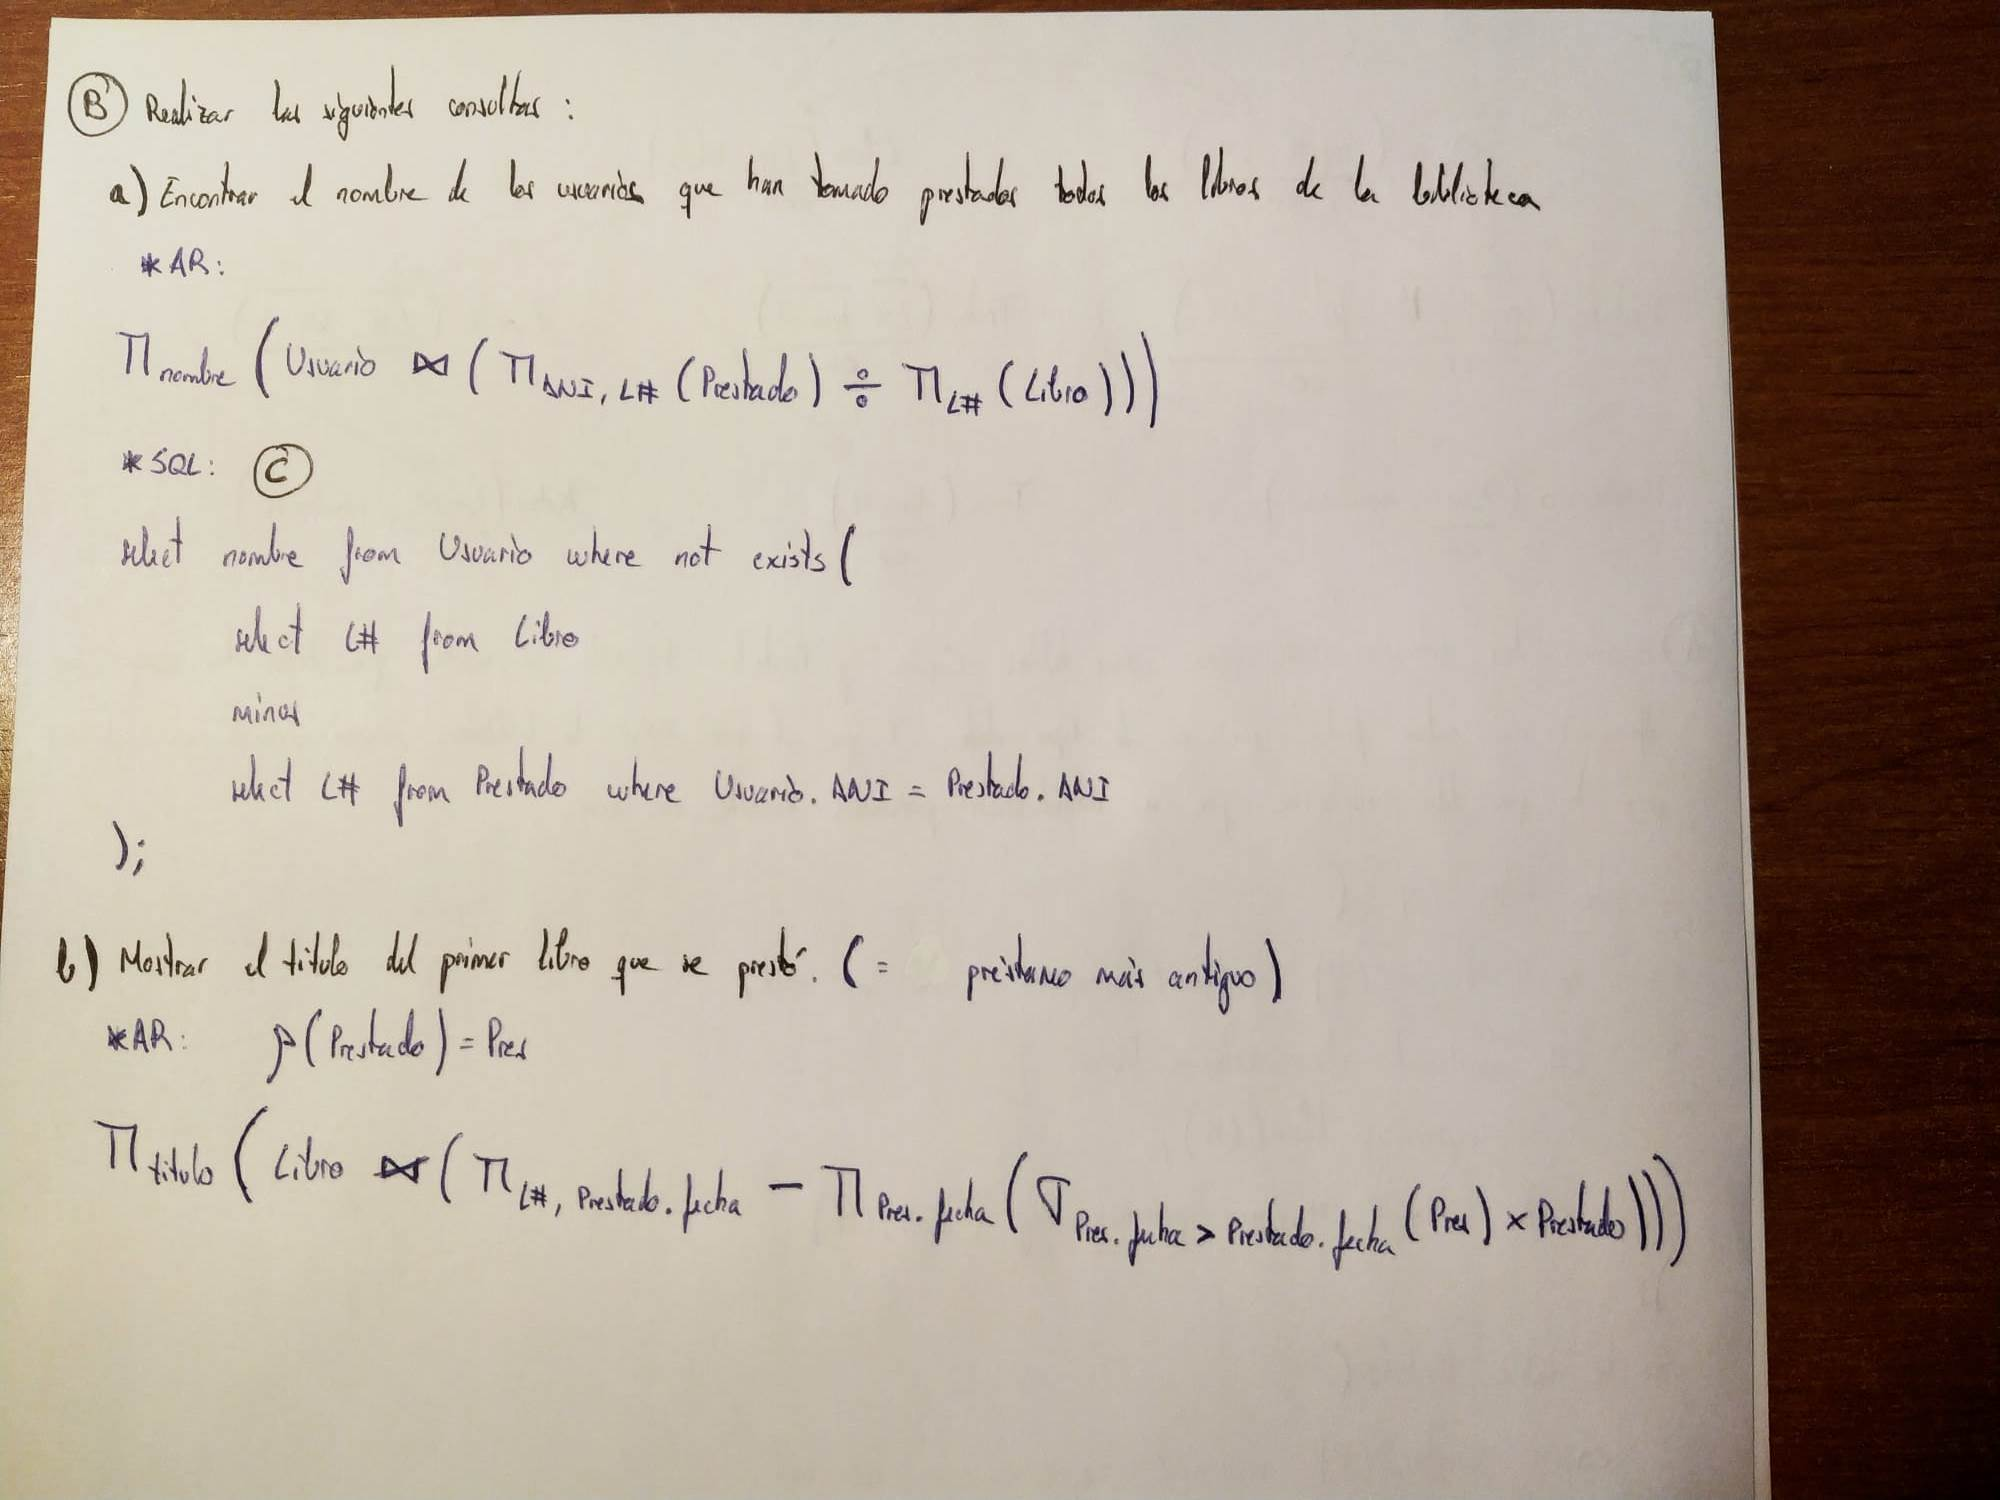 B Realizar las siguientes consultas :
a) Encontrar el nombre de los usuarios que han tomado prestados todos los libros de la biblioteca
* AR:
Π nombre ( Usuario ⋈ ( Π DNI, L# (Prestado) ÷ Π L# (Libro) ) )
* SQL: C
select nombre from Usuario where not exists (
select L# from Libro
minus
select L# from Prestado where Usuario.DNI = Prestado.DNI
);
b) Mostrar el titulo del primer libro que se prestó. (= préstamo más antiguo)
* AR: ρ(Prestado) = Pres
Π titulo ( Libro ⋈ ( Π L#, Prestado.fecha − Π Pres.fecha ( σ Pres.fecha > Prestado.fecha (Pres) × Prestado ) ) )